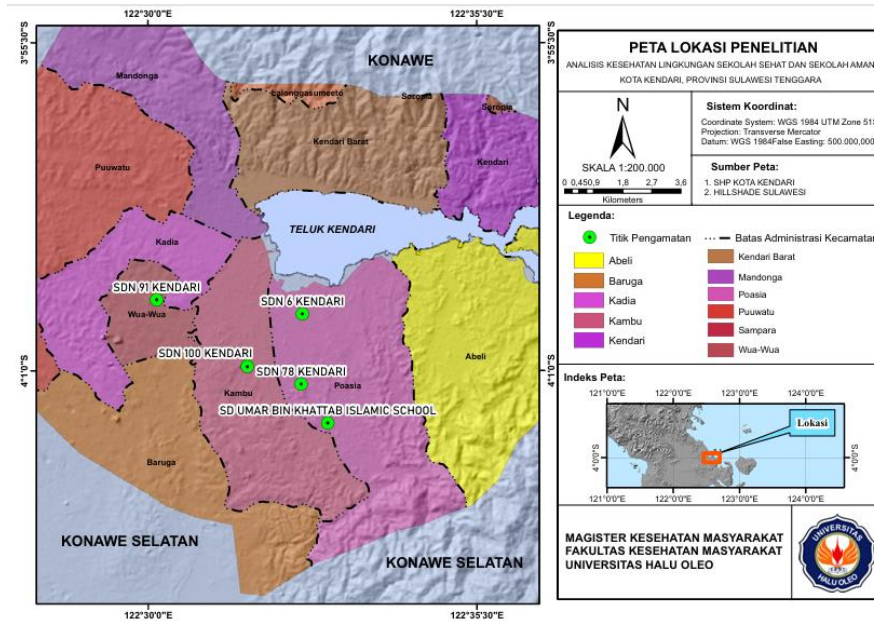 122°30'0"E
122°35'30"E
3°55'30"S
3°55'30"S
KONAWE
Mandonga
Lalonggasumeeto
Soropia
Soropia
Kendari Barat
Kendari
Puuwatu
TELUK KENDARI
Kadia
SDN 91 KENDARI
SDN 6 KENDARI
Wua-Wua
SDN 100 KENDARI
SDN 78 KENDARI
Abeli
Kambu
Poasia
SD UMAR BIN KHATTAB ISLAMIC SCHOOL
4°1'0"S
4°1'0"S
Baruga
KONAWE SELATAN
KONAWE SELATAN
122°30'0"E
122°35'30"E
PETA LOKASI PENELITIAN
ANALISIS KESEHATAN LINGKUNGAN SEKOLAH SEHAT DAN SEKOLAH AMAN
KOTA KENDARI, PROVINSI SULAWESI TENGGARA
N
SKALA 1:200.000
0 0,450,9 1,8 2,7 3,6
Kilometers
Sistem Koordinat:
Coordinate System: WGS 1984 UTM Zone 51S
Projection: Transverse Mercator
Datum: WGS 1984False Easting: 500.000,000
Sumber Peta:
1. SHP KOTA KENDARI
2. HILLSHADE SULAWESI
Legenda:
Titik Pengamatan
Batas Administrasi Kecamatan
Abeli
Baruga
Kadia
Kambu
Kendari
Kendari Barat
Mandonga
Poasia
Puuwatu
Sampara
Wua-Wua
Indeks Peta:
121°0'0"E 122°0'0"E 123°0'0"E 124°0'0"E
Lokasi
4°0'0"S
4°0'0"S
121°0'0"E 122°0'0"E 123°0'0"E 124°0'0"E
MAGISTER KESEHATAN MASYARAKAT
FAKULTAS KESEHATAN MASYARAKAT
UNIVERSITAS HALU OLEO
UNIVERSITAS
HALU OLEO